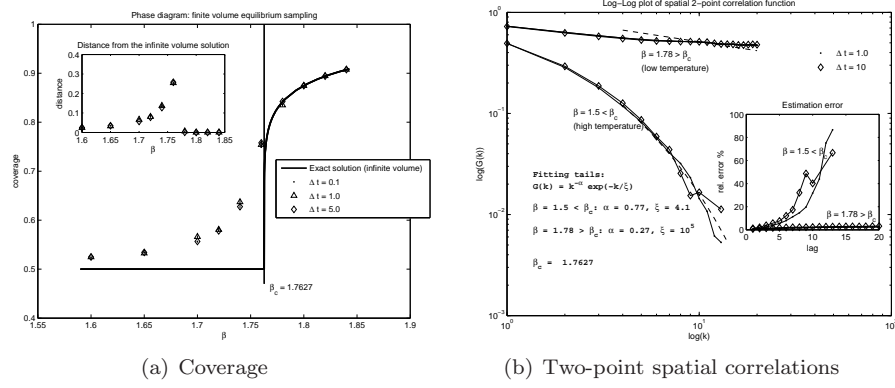 Phase diagram: finite volume equilibrium sampling
Distance from the infinite volume solution
distance
0.4
0.3
0.2
0.1
0
1.6
1.65
1.7
1.75
1.8
1.85
β
coverage
1
0.9
0.8
0.7
0.6
0.5
0.4
Exact solution (infinite volume)
Δ t = 0.1
Δ t = 1.0
Δ t = 5.0
β_c = 1.7627
1.55
1.6
1.65
1.7
1.75
1.8
1.85
1.9
β
(a) Coverage
Log−Log plot of spatial 2−point correlation function
log(G(k))
10^0
10^-1
10^-2
10^-3
β = 1.78 > β_c
(low temperature)
Δ t = 1.0
Δ t = 10
β = 1.5 < β_c
(high temperature)
Fitting tails:
G(k) = k^-α exp(-k/ξ)
β = 1.5 < β_c: α = 0.77, ξ = 4.1
β = 1.78 > β_c: α = 0.27, ξ = 10^5
β_c = 1.7627
Estimation error
rel. error %
100
80
60
40
20
0
β = 1.5 < β_c
β = 1.78 > β_c
0
5
10
15
20
lag
10^0
10^1
10^2
log(k)
(b) Two-point spatial correlations